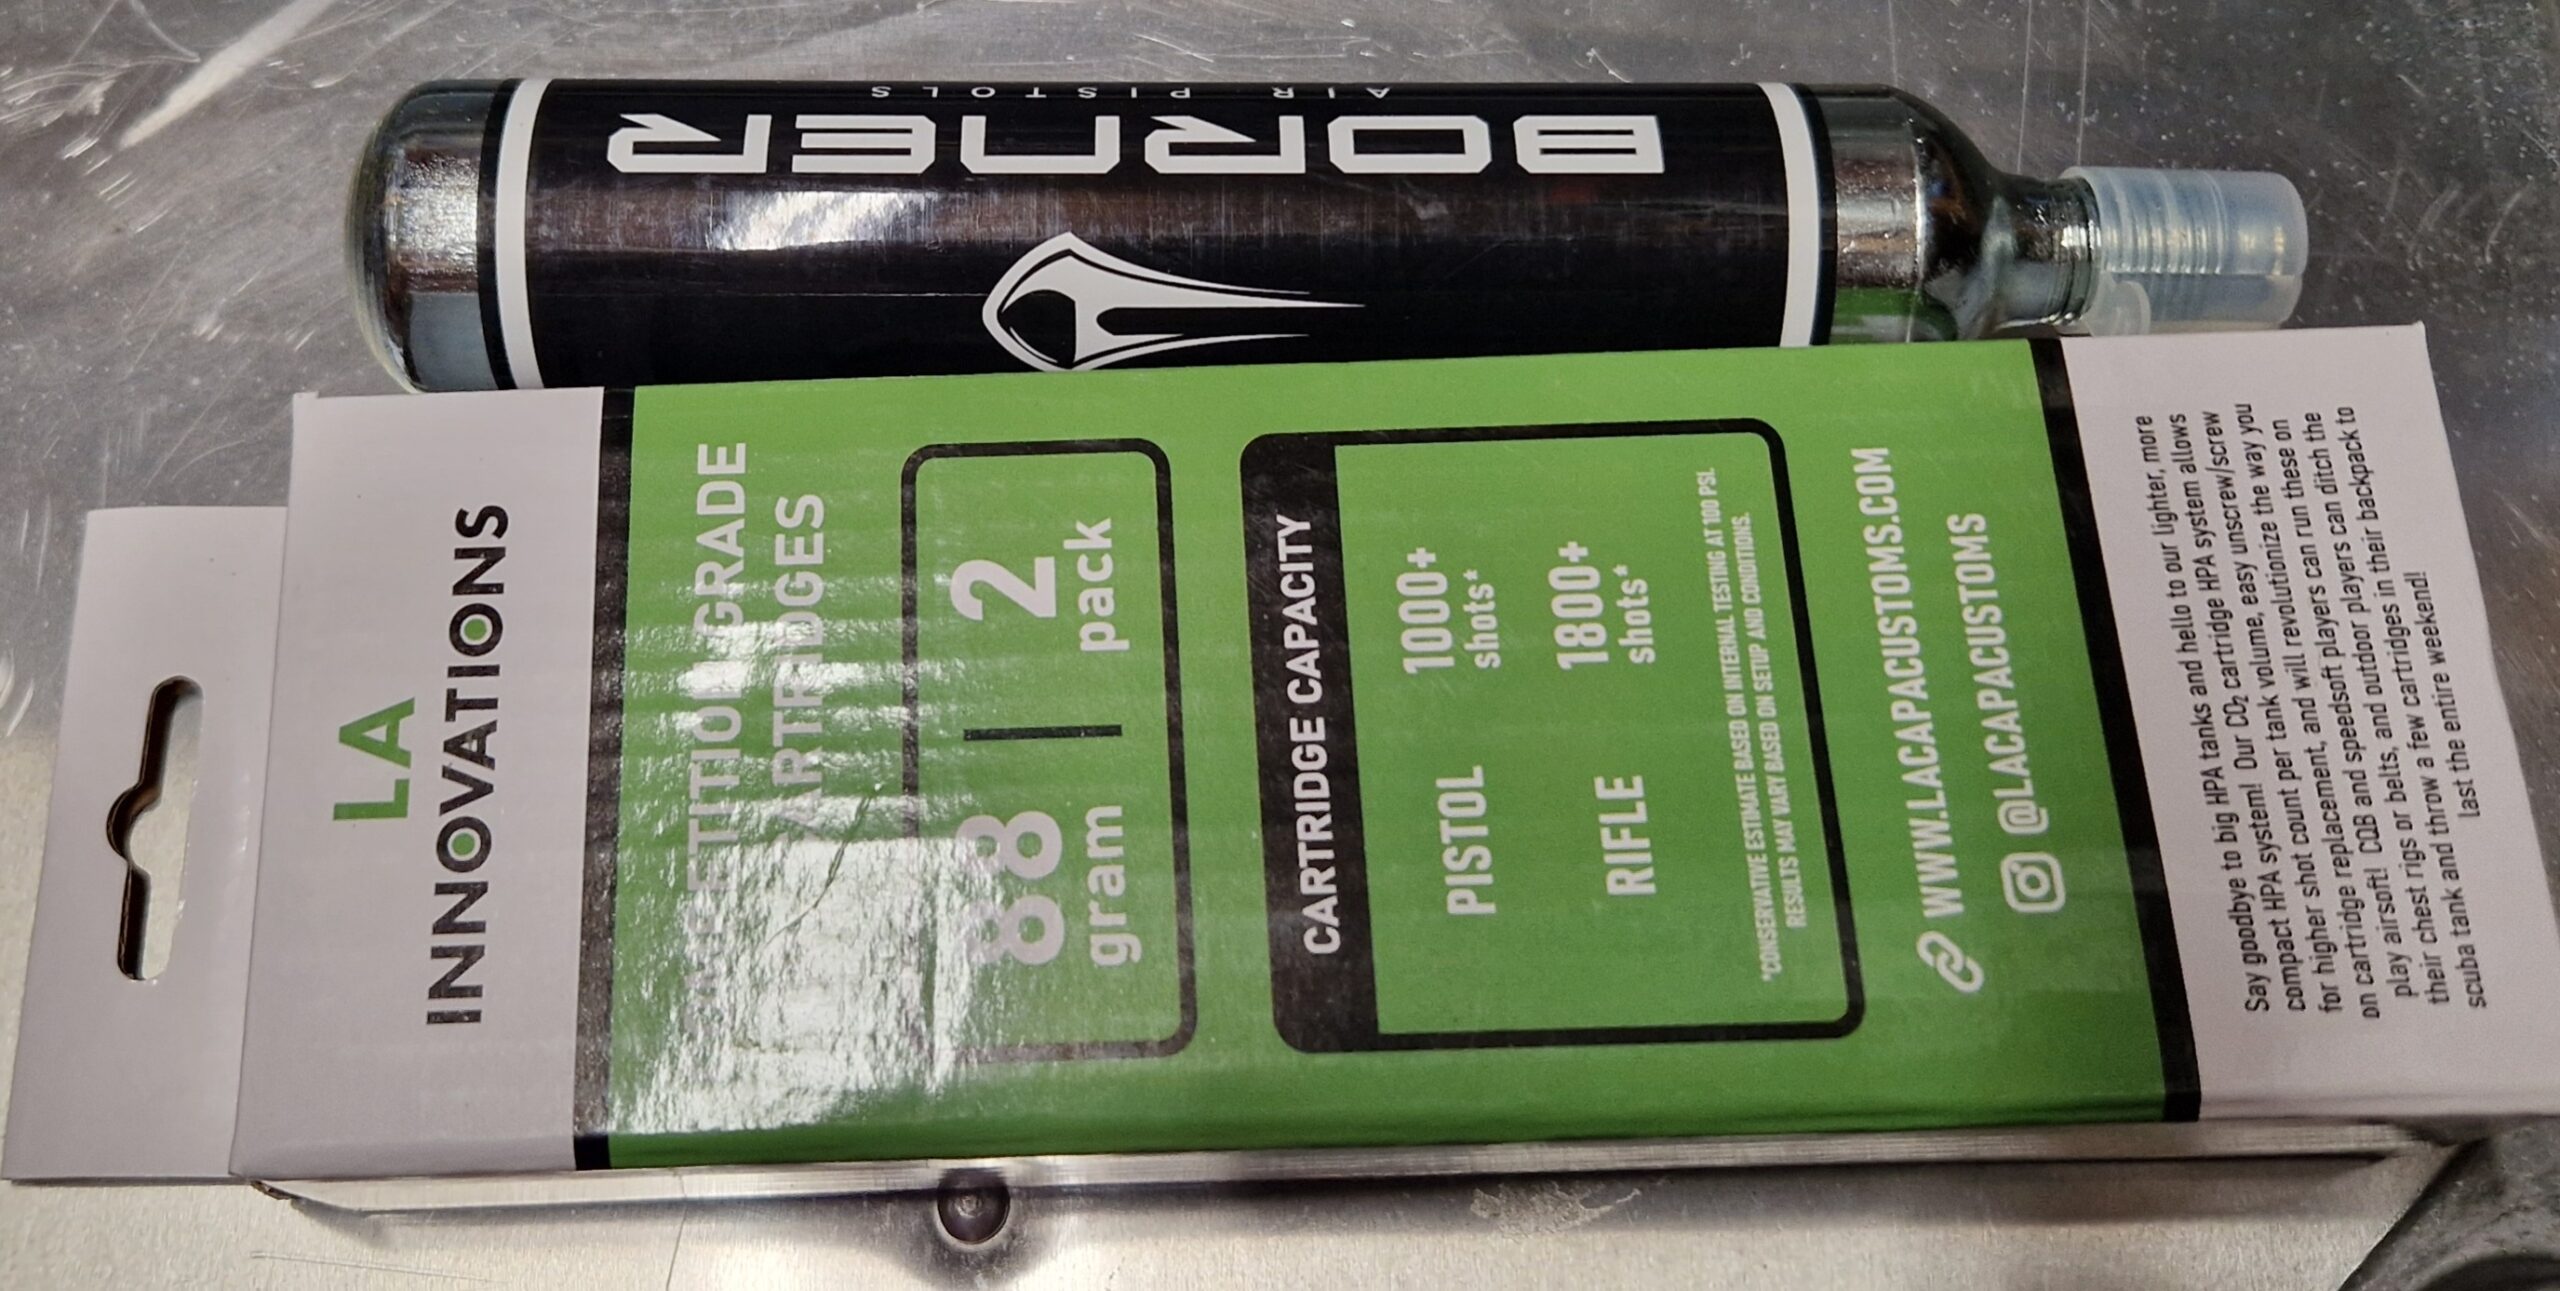 BORNER
AIR PISTOLS
LA
INNOVATIONS
GRADE
CARTRIDGES
88
gram
2
pack
CARTRIDGE CAPACITY
PISTOL
1000+
shots*
RIFLE
1800+
shots*
*CONSERVATIVE ESTIMATE BASED ON INTERNAL TESTING AT 100 PSI.
RESULTS MAY VARY BASED ON SETUP AND CONDITIONS.
WWW.LACAPACUSTOMS.COM
@LACAPACUSTOMS
Say goodbye to big HPA tanks and hello to our lighter, more
compact HPA system! Our CO₂ cartridge HPA system allows
for higher shot count per tank volume, easy unscrew/screw
on cartridge replacement, and will revolutionize the way you
play airsoft! CQB and speedsoft players can run these on
their chest rigs or belts, and outdoor players can ditch the
scuba tank and throw a few cartridges in their backpack to
last the entire weekend!